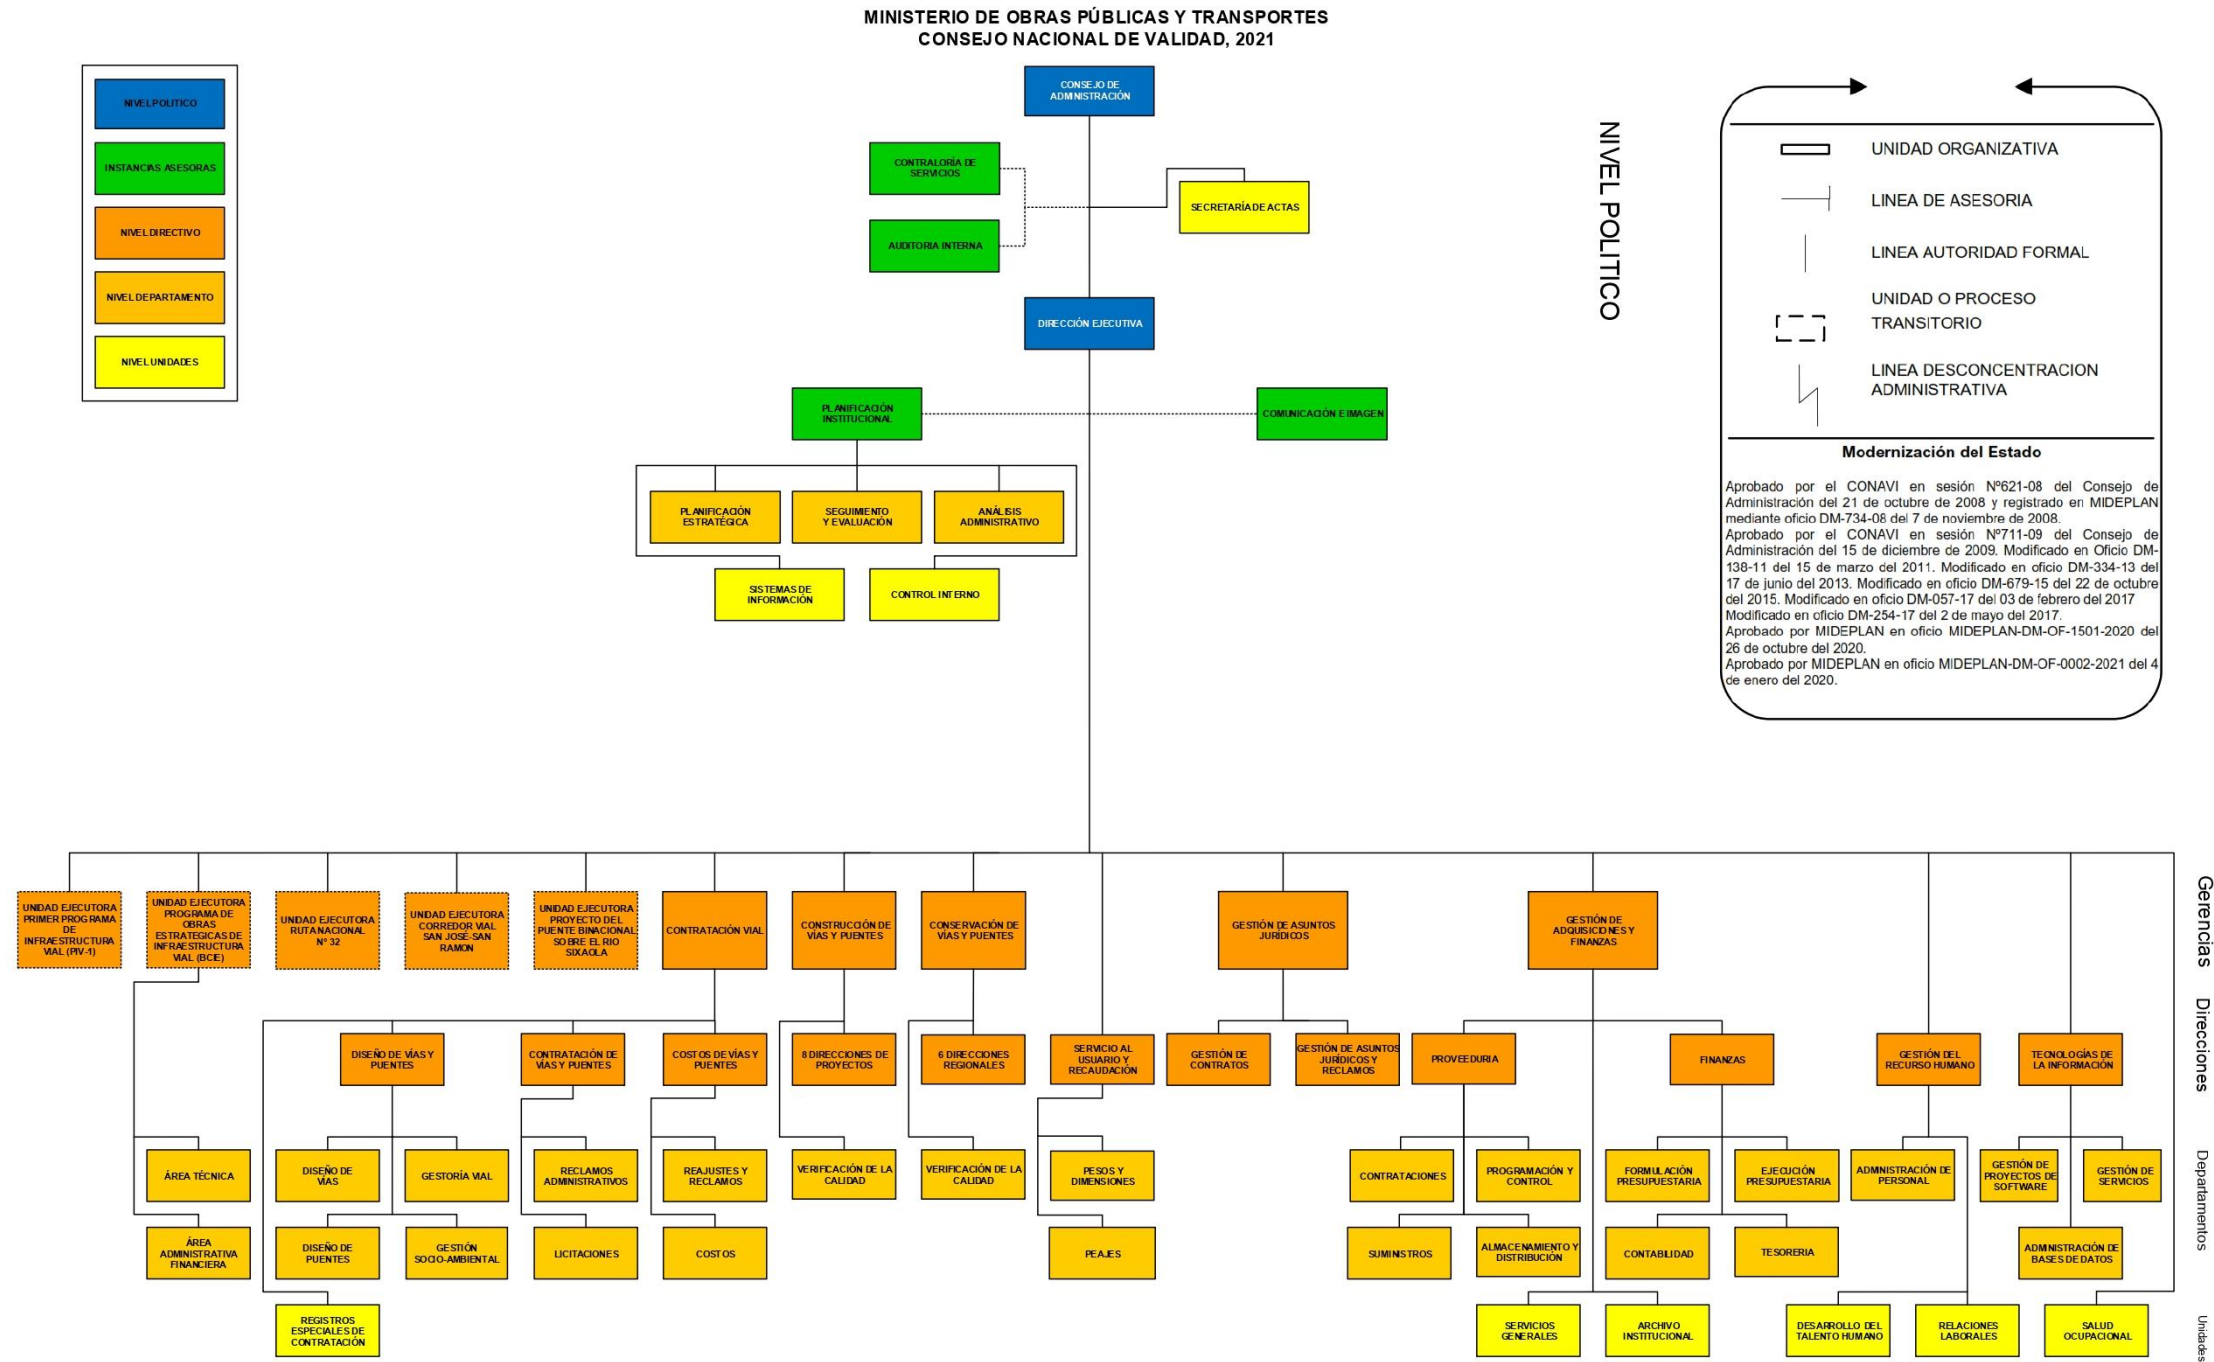 MINISTERIO DE OBRAS PÚBLICAS Y TRANSPORTES
CONSEJO NACIONAL DE VALIDAD, 2021
NIVEL POLITICO
INSTANCIAS ASESORAS
NIVEL DIRECTIVO
NIVEL DEPARTAMENTO
NIVEL UNIDADES
CONSEJO DE
ADMINISTRACIÓN
CONTRALORÍA DE
SERVICIOS
SECRETARÍA DE ACTAS
AUDITORIA INTERNA
DIRECCIÓN EJECUTIVA
PLANIFICACIÓN
INSTITUCIONAL
COMUNICACIÓN E IMAGEN
PLANIFICACIÓN
ESTRATÉGICA
SEGUIMIENTO
Y EVALUACIÓN
ANÁLISIS
ADMINISTRATIVO
SISTEMAS DE
INFORMACIÓN
CONTROL INTERNO
NIVEL POLITICO
UNIDAD ORGANIZATIVA
LINEA DE ASESORIA
LINEA AUTORIDAD FORMAL
UNIDAD O PROCESO
TRANSITORIO
LINEA DESCONCENTRACION
ADMINISTRATIVA
Modernización del Estado
Aprobado por el CONAVI en sesión Nº621-08 del Consejo de
Administración del 21 de octubre de 2008 y registrado en MIDEPLAN
mediante oficio DM-734-08 del 7 de noviembre de 2008.
Aprobado por el CONAVI en sesión Nº711-09 del Consejo de
Administración del 15 de diciembre de 2009. Modificado en Oficio DM-
138-11 del 15 de marzo del 2011. Modificado en oficio DM-334-13 del
17 de junio del 2013. Modificado en oficio DM-679-15 del 22 de octubre
del 2015. Modificado en oficio DM-057-17 del 03 de febrero del 2017
Modificado en oficio DM-254-17 del 2 de mayo del 2017.
Aprobado por MIDEPLAN en oficio MIDEPLAN-DM-OF-1501-2020 del
26 de octubre del 2020.
Aprobado por MIDEPLAN en oficio MIDEPLAN-DM-OF-0002-2021 del 4
de enero del 2020.
Gerencias
UNIDAD EJECUTORA
PRIMER PROGRAMA
DE
INFRAESTRUCTURA
VIAL (PIV-1)
UNIDAD EJECUTORA
PROGRAMA DE
OBRAS
ESTRATEGICAS DE
INFRAESTRUCTURA
VIAL (BCIE)
UNIDAD EJECUTORA
RUTA NACIONAL
Nº 32
UNIDAD EJECUTORA
CORREDOR VIAL
SAN JOSÉ-SAN
RAMON
UNIDAD EJECUTORA
PROYECTO DEL
PUENTE BINACIONAL
SOBRE EL RIO
SIXAOLA
CONTRATACIÓN VIAL
CONSTRUCCIÓN DE
VÍAS Y PUENTES
CONSERVACIÓN DE
VÍAS Y PUENTES
GESTIÓN DE ASUNTOS
JURÍDICOS
GESTIÓN DE
ADQUISICIONES Y
FINANZAS
Direcciones
DISEÑO DE VÍAS Y
PUENTES
CONTRATACIÓN DE
VÍAS Y PUENTES
COSTOS DE VÍAS Y
PUENTES
8 DIRECCIONES DE
PROYECTOS
6 DIRECCIONES
REGIONALES
SERVICIO AL
USUARIO Y
RECAUDACIÓN
GESTIÓN DE
CONTRATOS
GESTIÓN DE ASUNTOS
JURÍDICOS Y
RECLAMOS
PROVEEDURIA
FINANZAS
GESTIÓN DEL
RECURSO HUMANO
TECNOLOGÍAS DE
LA INFORMACIÓN
Departamentos
ÁREA TÉCNICA
DISEÑO DE
VÍAS
GESTORÍA VIAL
RECLAMOS
ADMINISTRATIVOS
REAJUSTES Y
RECLAMOS
VERIFICACIÓN DE LA
CALIDAD
VERIFICACIÓN DE LA
CALIDAD
PESOS Y
DIMENSIONES
CONTRATACIONES
PROGRAMACIÓN Y
CONTROL
FORMULACIÓN
PRESUPUESTARIA
EJECUCIÓN
PRESUPUESTARIA
ADMINISTRACIÓN DE
PERSONAL
GESTIÓN DE
PROYECTOS DE
SOFTWARE
GESTIÓN DE
SERVICIOS
ÁREA
ADMINISTRATIVA
FINANCIERA
DISEÑO DE
PUENTES
GESTIÓN
SOCIO-AMBIENTAL
LICITACIONES
COSTOS
PEAJES
SUMINISTROS
ALMACENAMIENTO Y
DISTRIBUCIÓN
CONTABILIDAD
TESORERIA
ADMINISTRACIÓN DE
BASES DE DATOS
Unidades
REGISTROS
ESPECIALES DE
CONTRATACIÓN
SERVICIOS
GENERALES
ARCHIVO
INSTITUCIONAL
DESARROLLO DEL
TALENTO HUMANO
RELACIONES
LABORALES
SALUD
OCUPACIONAL